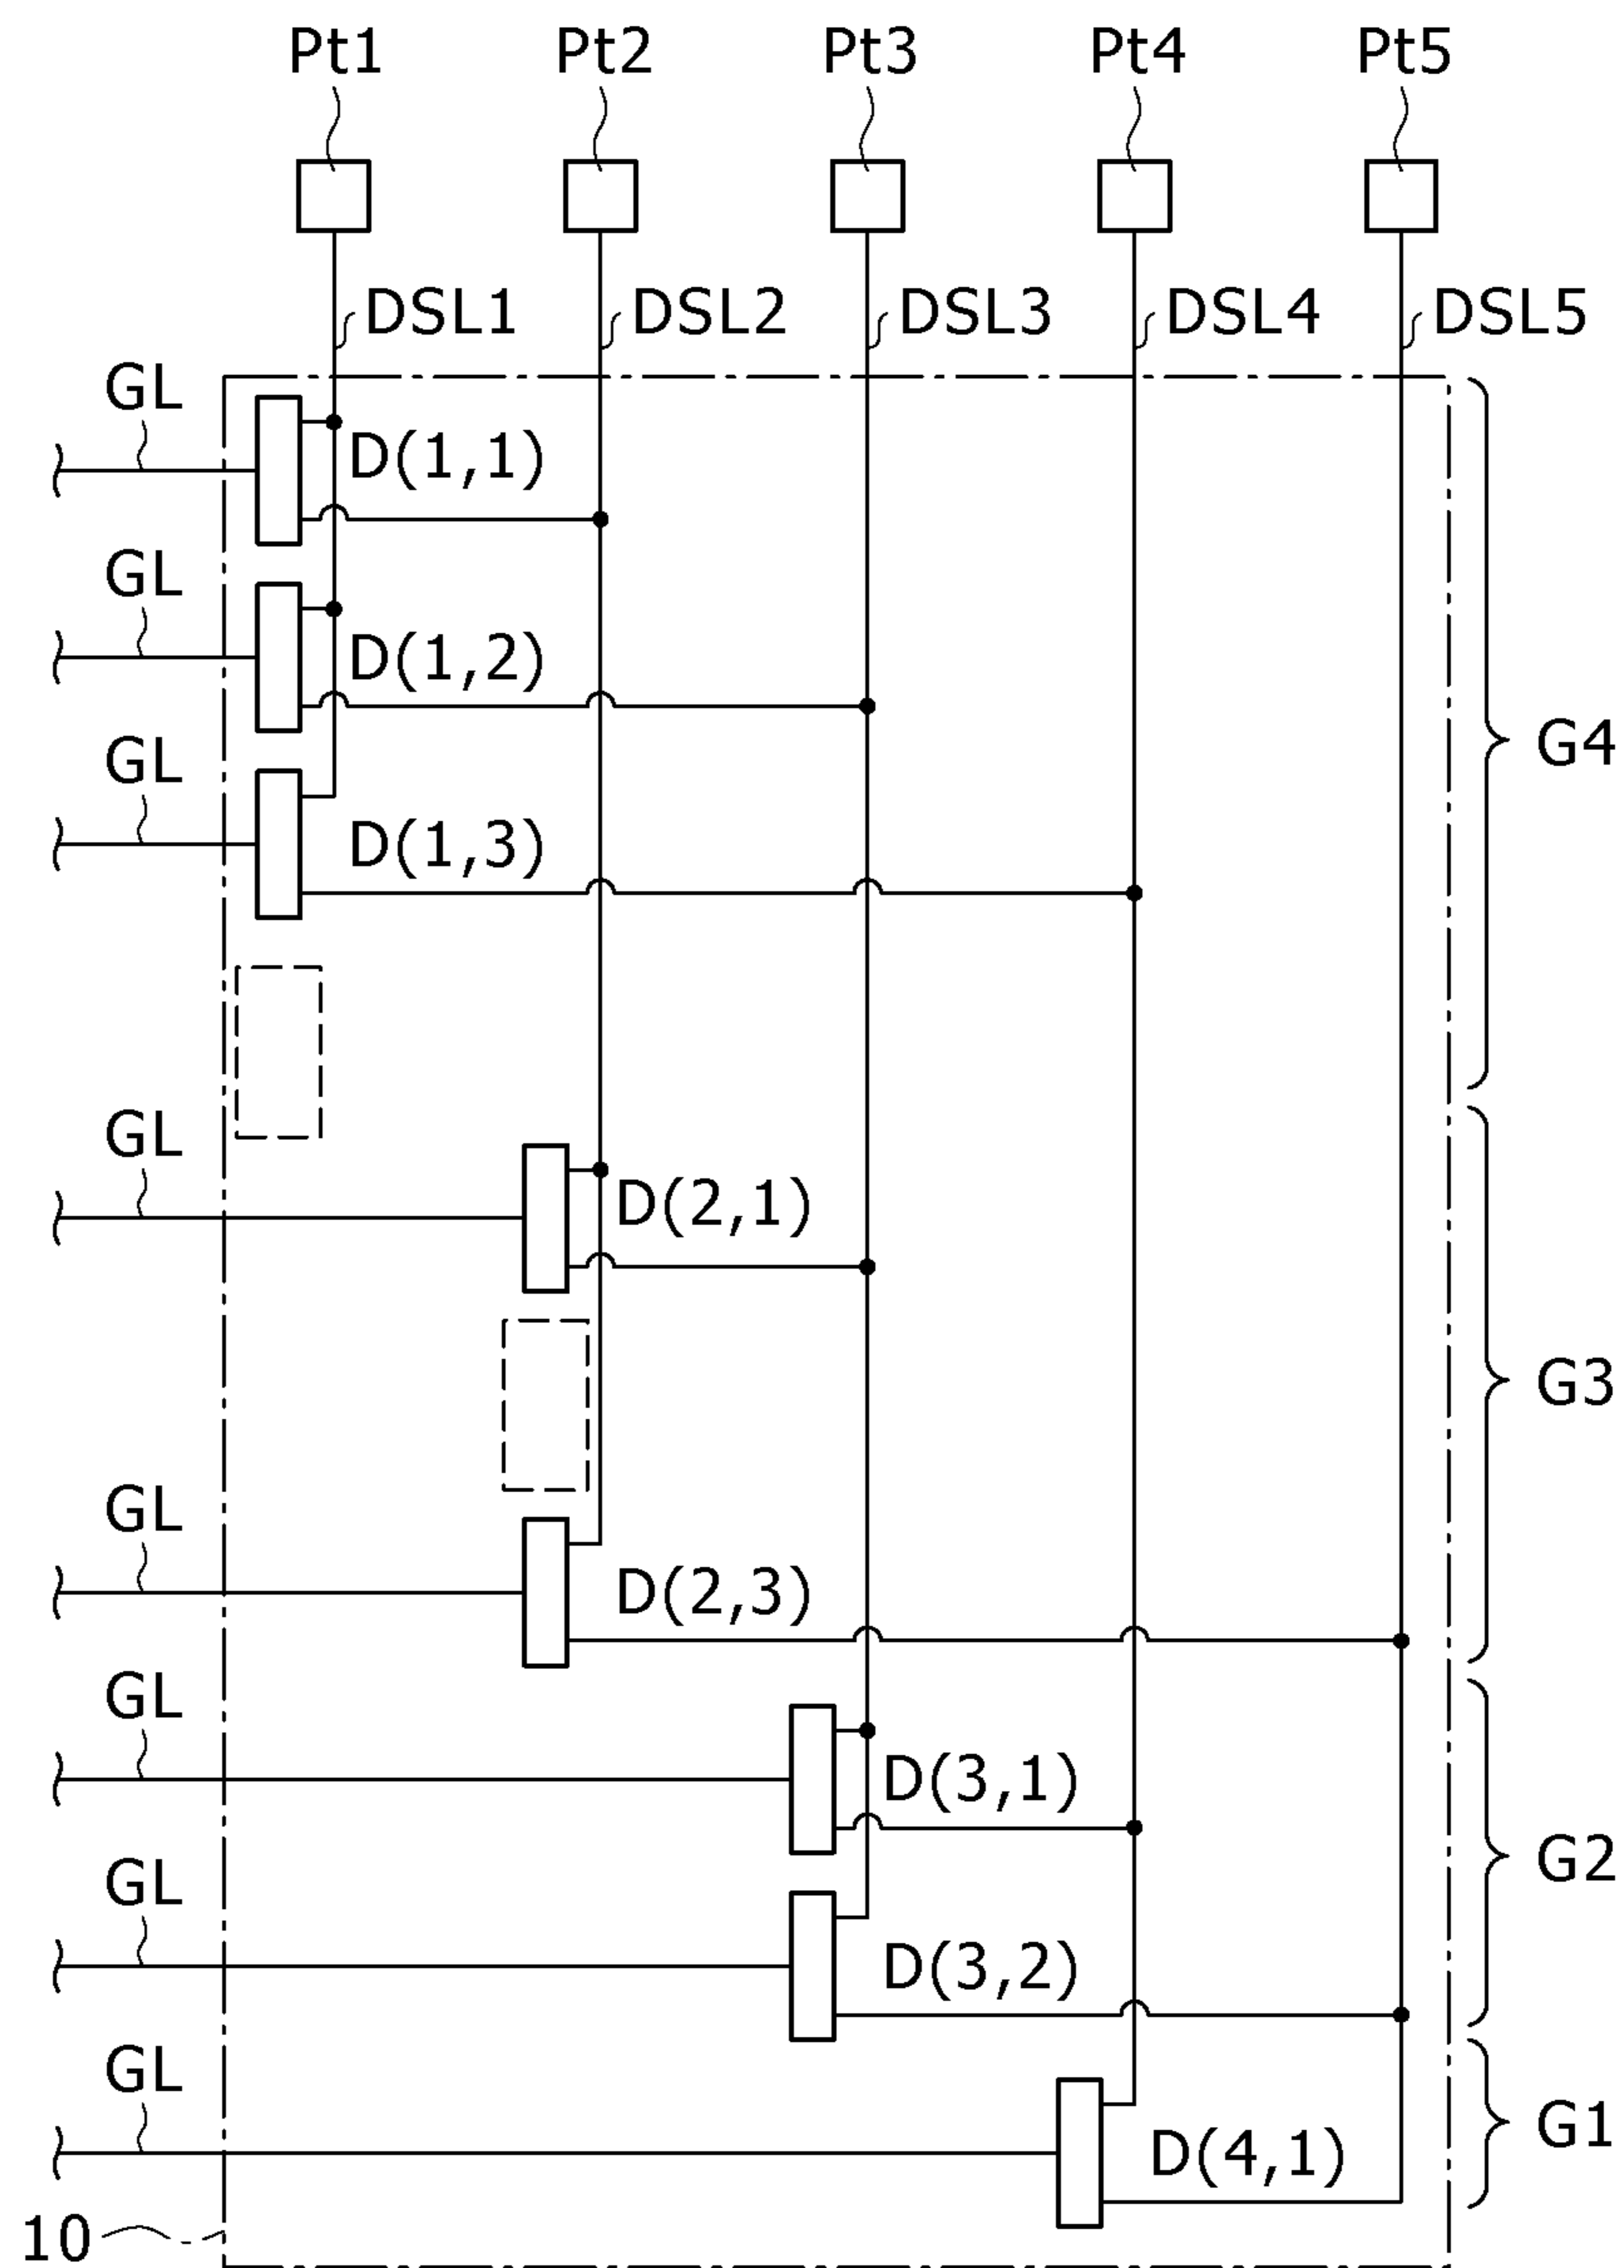 Pt1 Pt2 Pt3 Pt4 Pt5
DSL1 DSL2 DSL3 DSL4 DSL5
GL
D(1,1)
GL
D(1,2)
G4
GL
D(1,3)
GL
D(2,1)
G3
GL
D(2,3)
GL
D(3,1)
G2
GL
D(3,2)
GL
G1
D(4,1)
10